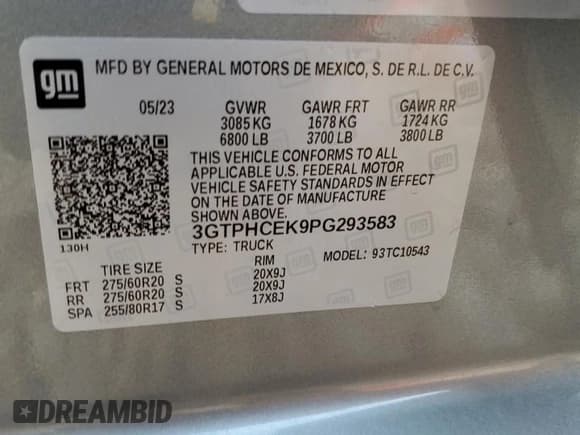 gm
MFD BY GENERAL MOTORS DE MEXICO, S. DE R.L. DE C.V.
05/23 GVWR GAWR FRT GAWR RR
3085 KG 1678 KG 1724 KG
6800 LB 3700 LB 3800 LB
THIS VEHICLE CONFORMS TO ALL
APPLICABLE U.S. FEDERAL MOTOR
VEHICLE SAFETY STANDARDS IN EFFECT
ON THE DATE OF MANUFACTURE
SHOWN ABOVE.
130H
3GTPHCEK9PG293583
TYPE: TRUCK MODEL: 93TC10543
TIRE SIZE RIM
FRT 275/60R20 S 20X9J
RR 275/60R20 S 20X9J
SPA 255/80R17 S 17X8J
DREAMBID